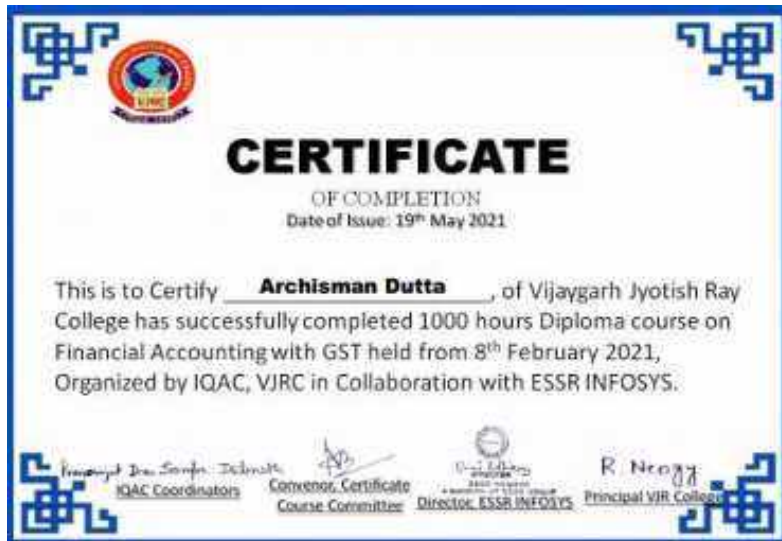 VJRC
CERTIFICATE
OF COMPLETION
Date of Issue: 19th May 2021
This is to Certify Archisman Dutta, of Vijaygarh Jyotish Ray
College has successfully completed 1000 hours Diploma course on
Financial Accounting with GST held from 8th February 2021,
Organized by IQAC, VJRC in Collaboration with ESSR INFOSYS.
R. Neogy
IQAC Coordinators
Convenor, Certificate
Course Committee
Director, ESSR INFOSYS
Principal VJR College